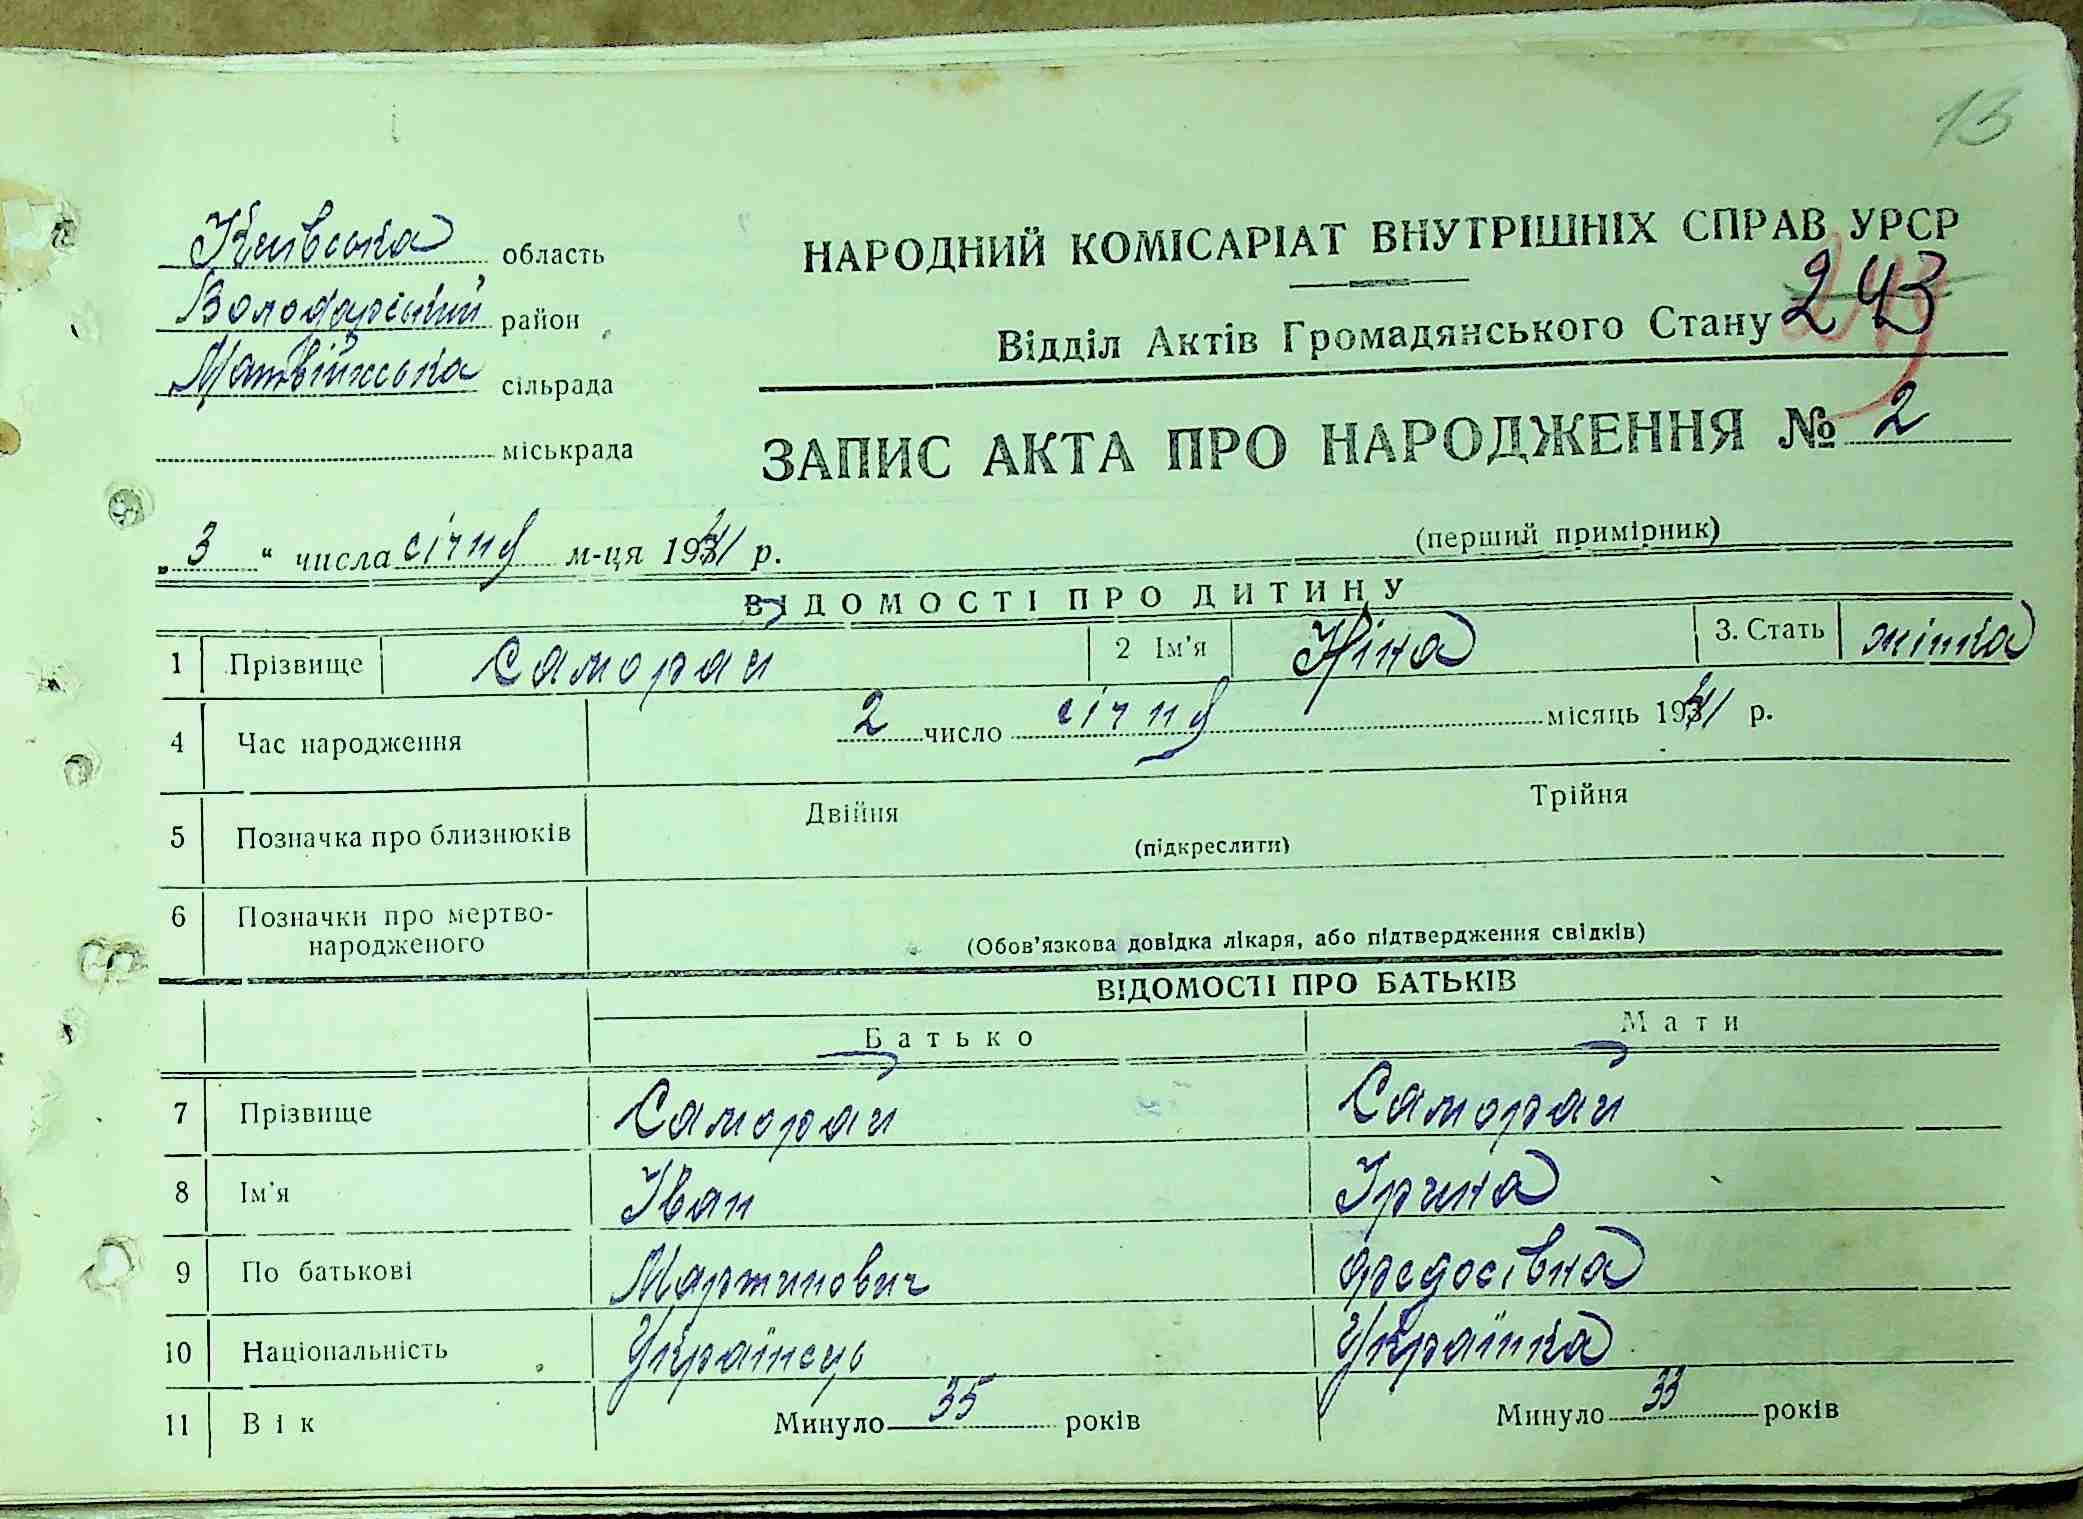 13
Київська область
Володарський район
Матвійська сільрада
міськрада
НАРОДНИЙ КОМІСАРІАТ ВНУТРІШНІХ СПРАВ УРСР
Відділ Актів Громадянського Стану 243
ЗАПИС АКТА ПРО НАРОДЖЕННЯ № 2
„3" числа січня м-ця 1941 р.
(перший примірник)
ВІДОМОСТІ ПРО ДИТИНУ
1 Прізвище Саморай 2 Ім'я Ніна 3. Стать жінка
4 Час народження 2 число січня місяць 1941 р.
5 Позначка про близнюків Двійня Трійня
(підкреслити)
6 Позначки про мертво-
народженого
(Обов'язкова довідка лікаря, або підтвердження свідків)
ВІДОМОСТІ ПРО БАТЬКІВ
Батько Мати
7 Прізвище Саморай Саморай
8 Ім'я Іван Ірина
9 По батькові Мартинович Федосівна
10 Національність Українець Українка
11 Вік Минуло 35 років Минуло 33 років